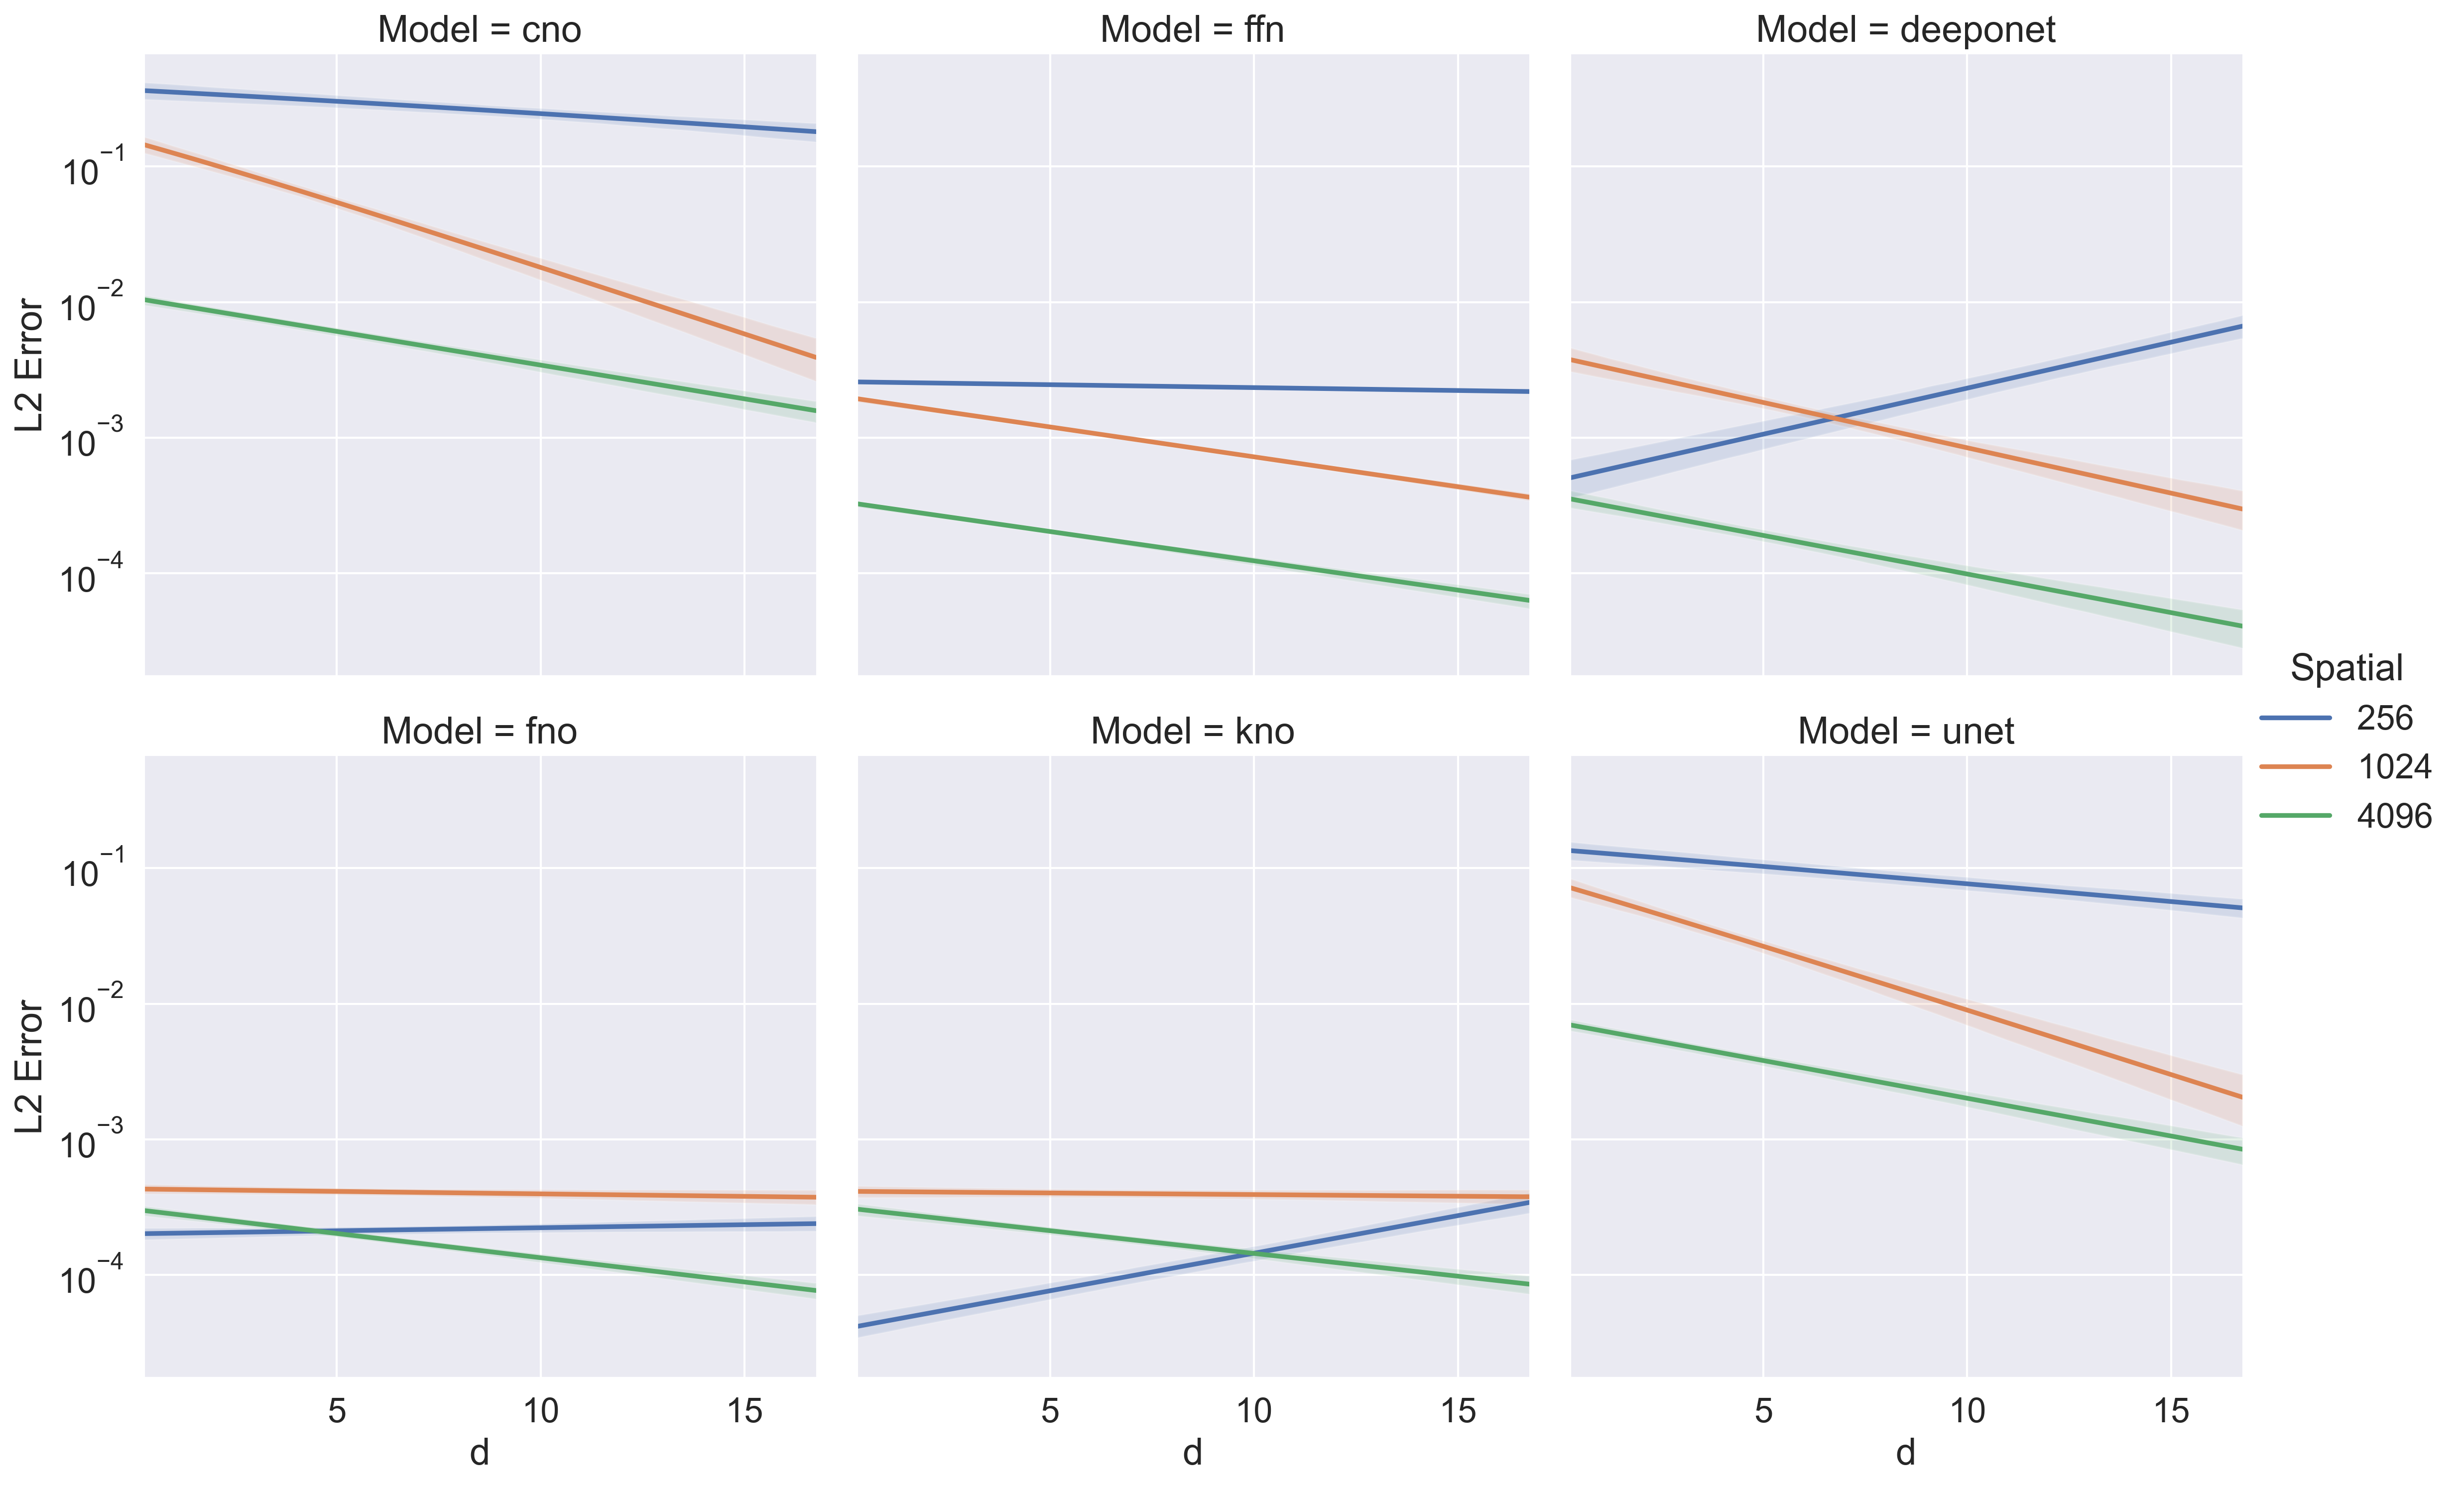 Model = cno
Model = ffn
Model = deeponet
L2 Error
10⁻¹
10⁻²
10⁻³
10⁻⁴
Model = fno
Model = kno
Model = unet
L2 Error
10⁻¹
10⁻²
10⁻³
10⁻⁴
5 10 15
5 10 15
5 10 15
d
d
d
Spatial
256
1024
4096